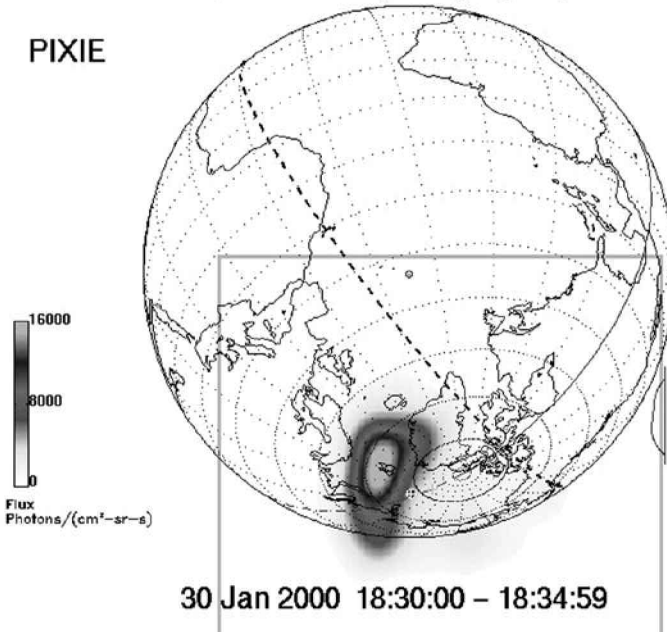 PIXIE
16000
8000
0
Flux
Photons/(cm²-sr-s)
30 Jan 2000 18:30:00 – 18:34:59